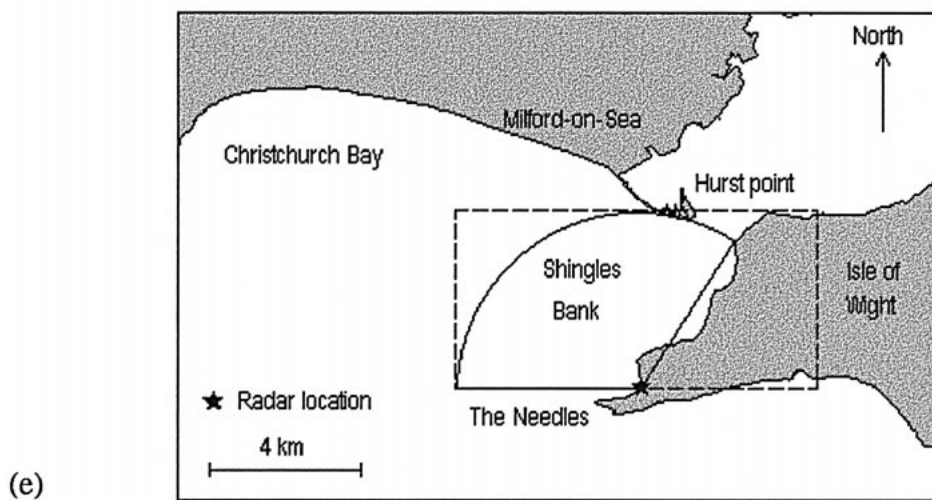 North
Milford-on-Sea
Christchurch Bay
Hurst point
Shingles
Bank
Isle of
Wight
Radar location
The Needles
4 km
(e)